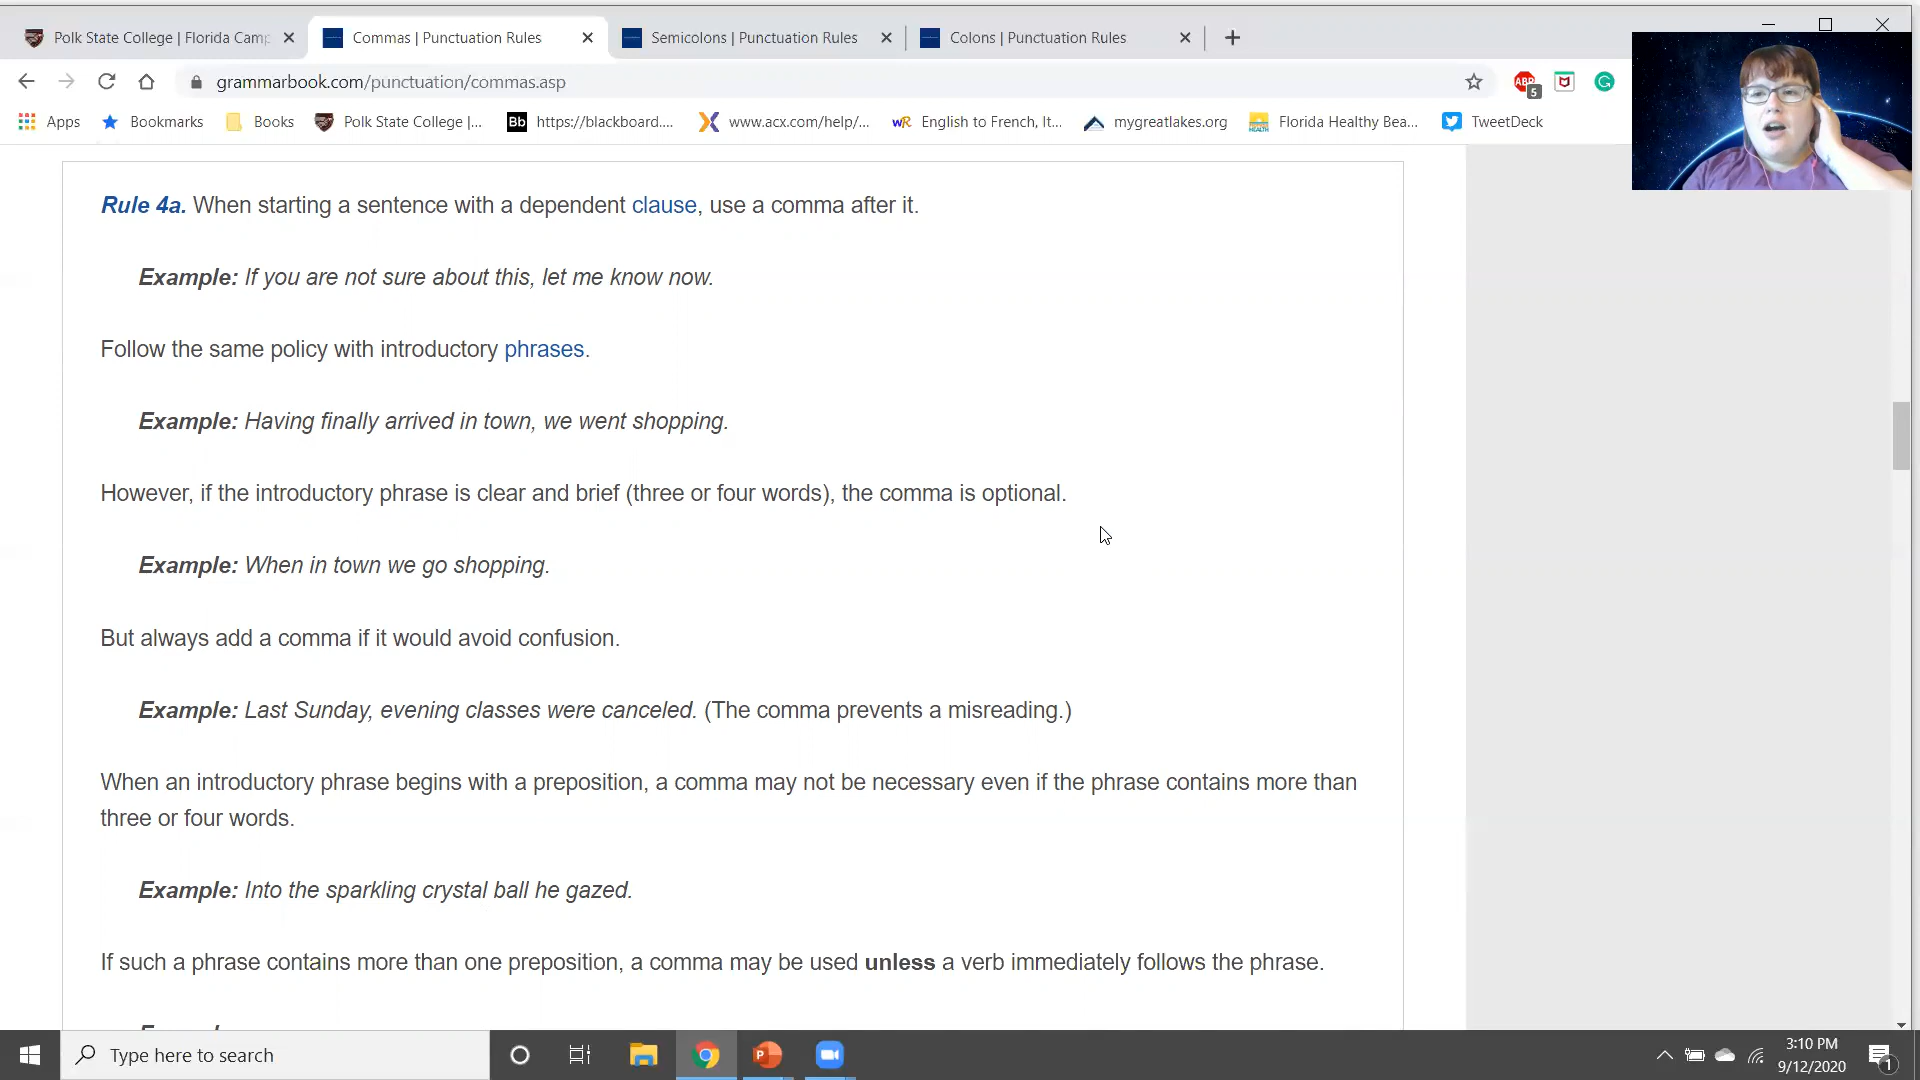 Polk State College | Florida Camp
Commas | Punctuation Rules
Semicolons | Punctuation Rules
Colons | Punctuation Rules
grammarbook.com/punctuation/commas.asp
ABP
5
Apps
Bookmarks
Books
Polk State College |...
Bb
https://blackboard....
www.acx.com/help/...
wR
English to French, It...
mygreatlakes.org
HEALTH
Florida Healthy Bea...
TweetDeck
Rule 4a. When starting a sentence with a dependent clause, use a comma after it.
Example: If you are not sure about this, let me know now.
Follow the same policy with introductory phrases.
Example: Having finally arrived in town, we went shopping.
However, if the introductory phrase is clear and brief (three or four words), the comma is optional.
Example: When in town we go shopping.
But always add a comma if it would avoid confusion.
Example: Last Sunday, evening classes were canceled. (The comma prevents a misreading.)
When an introductory phrase begins with a preposition, a comma may not be necessary even if the phrase contains more than
three or four words.
Example: Into the sparkling crystal ball he gazed.
If such a phrase contains more than one preposition, a comma may be used unless a verb immediately follows the phrase.
Type here to search
3:10 PM
9/12/2020
1